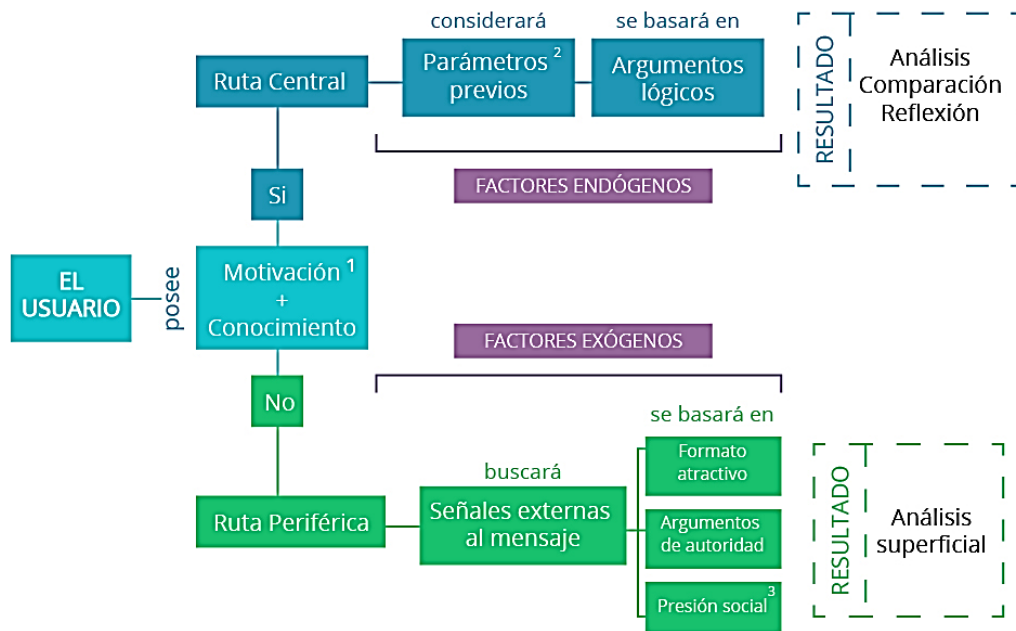 considerará
se basará en
Ruta Central
Parámetros 2
previos
Argumentos
lógicos
RESULTADO
Análisis
Comparación
Reflexión
FACTORES ENDÓGENOS
Si
EL
USUARIO
posee
Motivación 1
+
Conocimiento
FACTORES EXÓGENOS
No
se basará en
buscará
Ruta Periférica
Señales externas
al mensaje
Formato
atractivo
Argumentos
de autoridad
Presión social 3
RESULTADO
Análisis
superficial